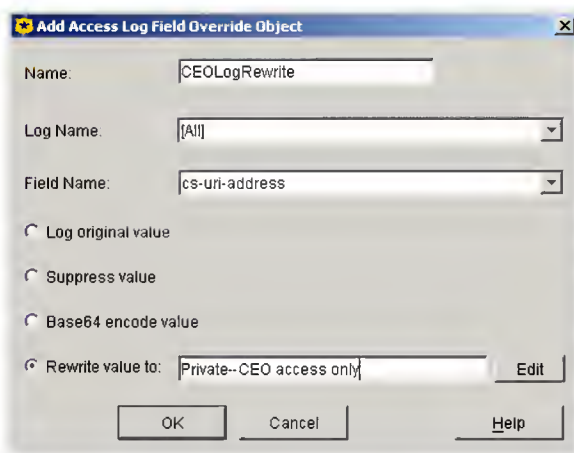 Add Access Log Field Override Object
Name: CEOLogRewrite
Log Name: [All]
Field Name: cs-uri-address
Log original value
Suppress value
Base64 encode value
Rewrite value to: Private--CEO access only Edit
OK Cancel Help